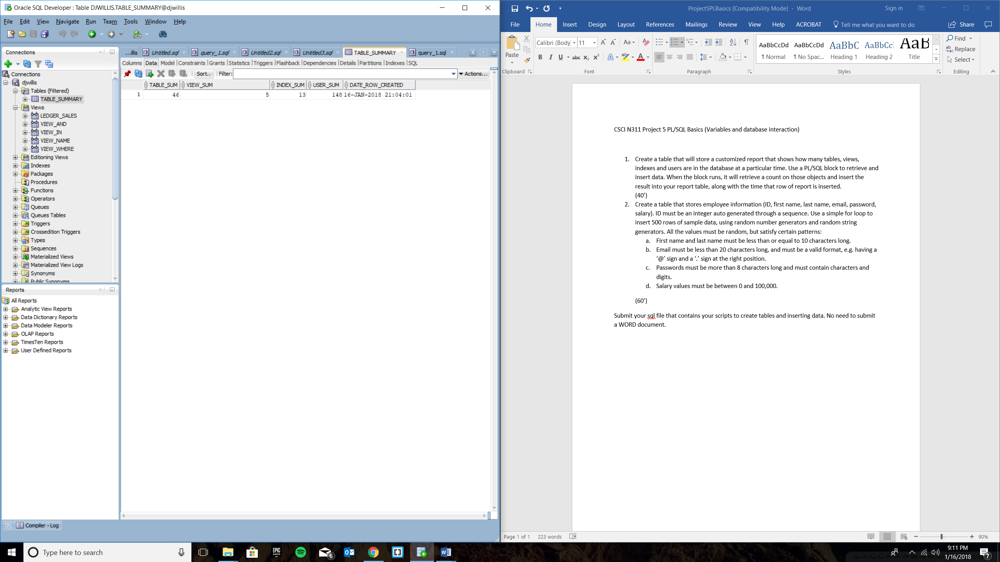 Oracle SQL Developer : Table DJWILLIS.TABLE_SUMMARY@djwillis
File Edit View Navigate Run Team Tools Window Help
Connections
Connections
djwillis
Tables (Filtered)
TABLE_SUMMARY
Views
LEDGER_SALES
VIEW_AND
VIEW_IN
VIEW_NAME
VIEW_WHERE
Editioning Views
Indexes
Packages
Procedures
Functions
Operators
Queues
Queues Tables
Triggers
Crossedition Triggers
Types
Sequences
Materialized Views
Materialized View Logs
Synonyms
Public Synonyms
Reports
All Reports
Analytic View Reports
Data Dictionary Reports
Data Modeler Reports
OLAP Reports
TimesTen Reports
User Defined Reports
Compiler - Log
...illis Untitled.sql query_1.sql Untitled2.sql Untitled3.sql TABLE_SUMMARY query_1.sql
Columns Data Model Constraints Grants Statistics Triggers Flashback Dependencies Details Partitions Indexes SQL
Sort.. Filter: Actions...
TABLE_SUM VIEW_SUM INDEX_SUM USER_SUM DATE_ROW_CREATED
1 46 5 13 148 16-JAN-2018 21:04:01
Project5PLBasics [Compatibility Mode] - Word Sign in
File Home Insert Design Layout References Mailings Review View Help ACROBAT Tell me what you want to do Share
Paste
Calibri (Body) 11
AaBbCcDd AaBbCcDd AaBbC AaBbCcI AaB
¶ Normal ¶ No Spac... Heading 1 Heading 2 Title
Find
Replace
Select
Clipboard Font Paragraph Styles Editing
CSCI N311 Project 5 PL/SQL Basics (Variables and database interaction)
1. Create a table that will store a customized report that shows how many tables, views,
indexes and users are in the database at a particular time. Use a PL/SQL block to retrieve and
insert data. When the block runs, it will retrieve a count on those objects and insert the
result into your report table, along with the time that row of report is inserted.
(40’)
2. Create a table that stores employee information (ID, first name, last name, email, password,
salary). ID must be an integer auto generated through a sequence. Use a simple for loop to
insert 500 rows of sample data, using random number generators and random string
generators. All the values must be random, but satisfy certain patterns:
a. First name and last name must be less than or equal to 10 characters long.
b. Email must be less than 20 characters long, and must be a valid format, e.g. having a
‘@’ sign and a ‘.’ sign at the right position.
c. Passwords must be more than 8 characters long and must contain characters and
digits.
d. Salary values must be between 0 and 100,000.
(60’)
Submit your sql file that contains your scripts to create tables and inserting data. No need to submit
a WORD document.
Page 1 of 1 223 words 90%
Type here to search
EPIC GAMES
6
9:11 PM
1/16/2018
7